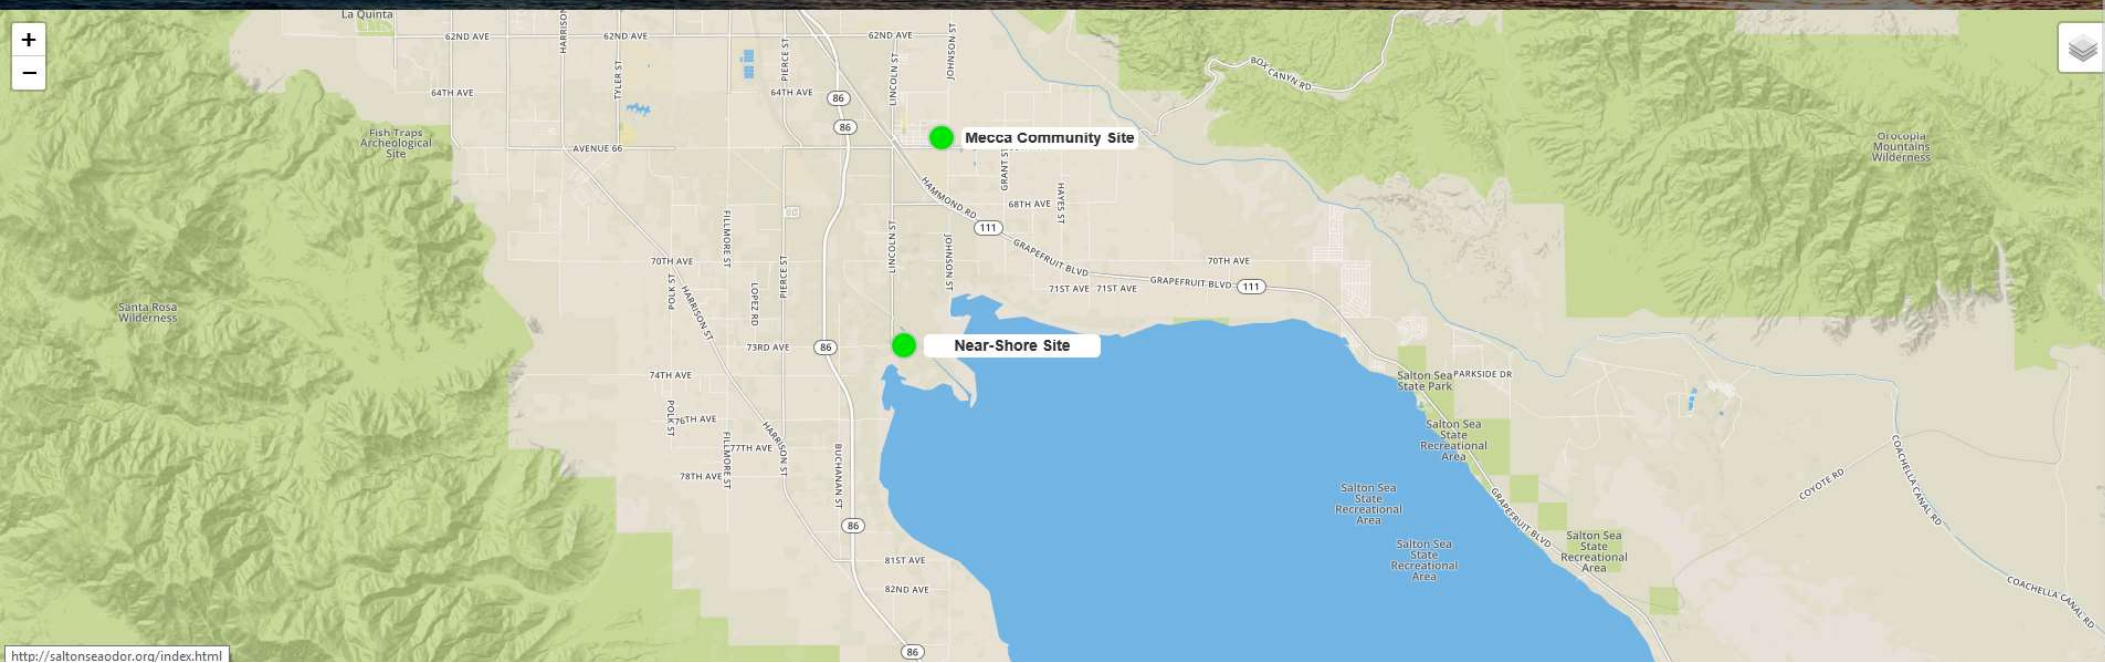 La Quinta
+
−
62ND AVE
62ND AVE
62ND AVE
HARRISON
TYLER ST
PIERCE ST
LINCOLN ST
JOHNSON ST
BOX CANYN RD
64TH AVE
64TH AVE
86
86
Fish Traps
Archeological
Site
AVENUE 66
Mecca Community Site
Orocopia
Mountains
Wilderness
GRANT ST
HAYES ST
HAMMOND RD
68TH AVE
111
FILLMORE ST
LINCOLN ST
JOHNSON ST
GRAPEFRUIT BLVD
70TH AVE
70TH AVE
PIERCE ST
POLK ST
HARRISON ST
LOPEZ RD
71ST AVE
71ST AVE
GRAPEFRUIT BLVD
111
Santa Rosa
Wilderness
73RD AVE
86
Near-Shore Site
74TH AVE
Salton Sea
State Park
PARKSIDE DR
POLK ST
76TH AVE
FILLMORE ST
77TH AVE
HARRISON ST
BUCHANAN ST
78TH AVE
Salton Sea
State
Recreational
Area
COYOTE RD
COACHELLA CANAL RD
Salton Sea
State
Recreational
Area
GRAPEFRUIT BLVD
86
Salton Sea
State
Recreational
Area
Salton Sea
State
Recreational
Area
81ST AVE
82ND AVE
COACHELLA CANAL RD
86
http://saltonseaodor.org/index.html